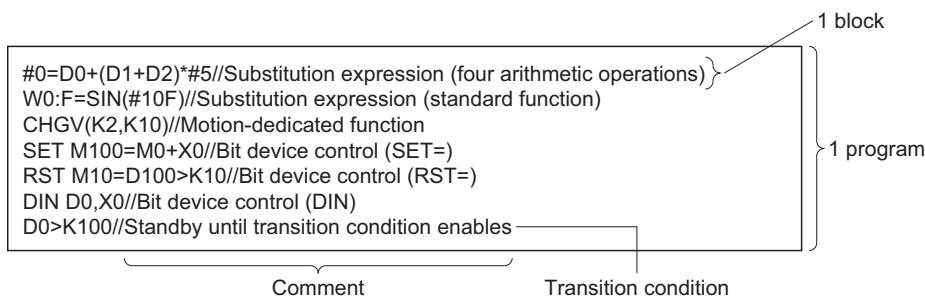 1 block
#0=D0+(D1+D2)*#5//Substitution expression (four arithmetic operations)
W0:F=SIN(#10F)//Substitution expression (standard function)
CHGV(K2,K10)//Motion-dedicated function
SET M100=M0+X0//Bit device control (SET=)
RST M10=D100>K10//Bit device control (RST=)
DIN D0,X0//Bit device control (DIN)
D0>K100//Standby until transition condition enables
1 program
Comment
Transition condition